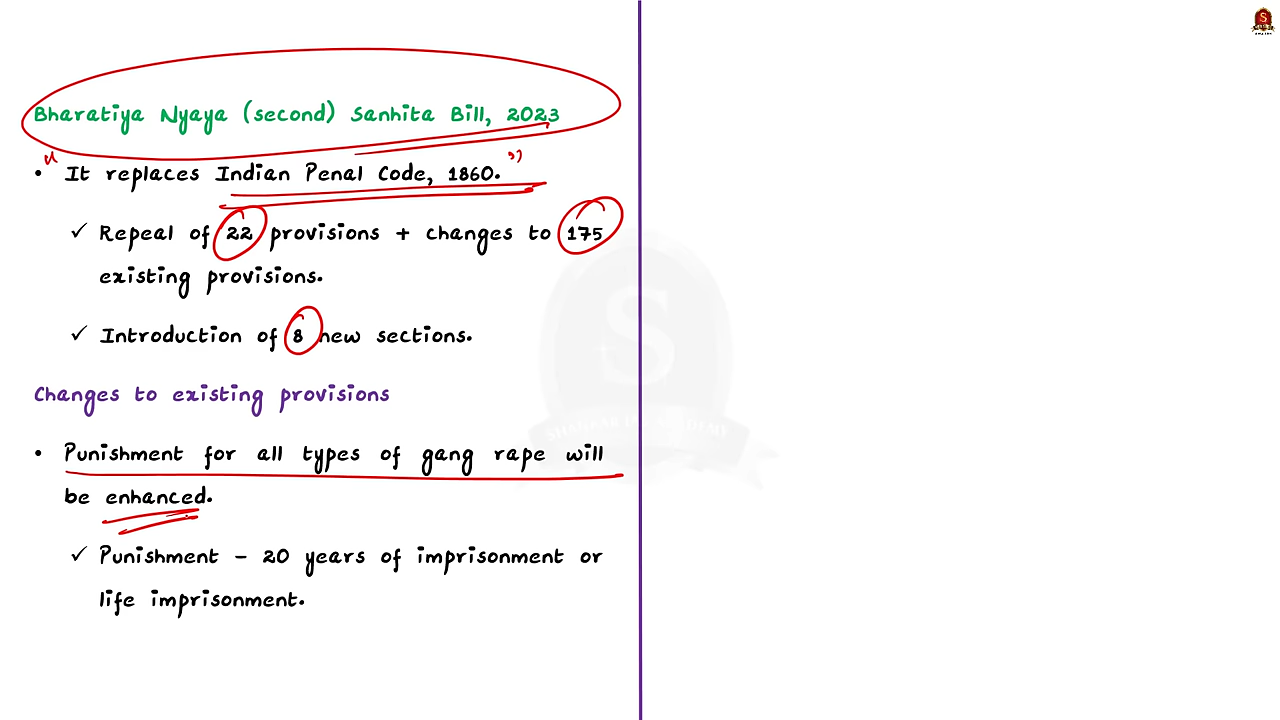 Bharatiya Nyaya (second) Sanhita Bill, 2023
• It replaces Indian Penal Code, 1860.
✓ Repeal of 22 provisions + changes to 175
existing provisions.
✓ Introduction of 8 new sections.
Changes to existing provisions
• Punishment for all types of gang rape will
be enhanced.
✓ Punishment – 20 years of imprisonment or
life imprisonment.
S